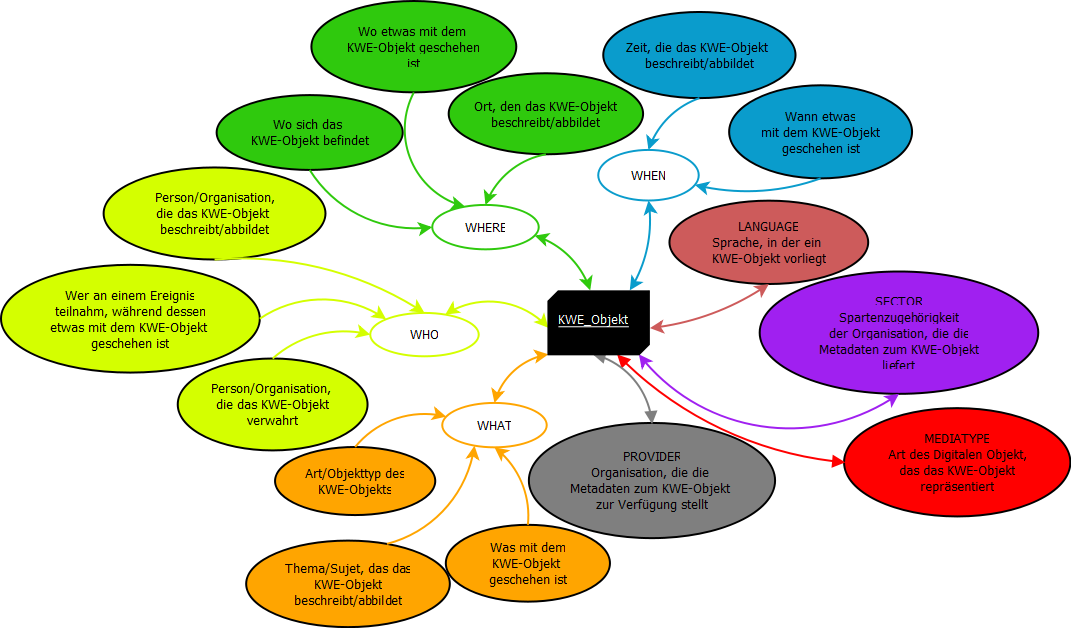 Wo etwas mit dem
KWE-Objekt geschehen
ist
Zeit, die das KWE-Objekt
beschreibt/abbildet
Ort, den das KWE-Objekt
beschreibt/abbildet
Wo sich das
KWE-Objekt befindet
Wann etwas
mit dem KWE-Objekt
geschehen ist
WHEN
Person/Organisation,
die das KWE-Objekt
beschreibt/abbildet
WHERE
LANGUAGE
Sprache, in der ein
KWE-Objekt vorliegt
Wer an einem Ereignis
teilnahm, während dessen
etwas mit dem KWE-Objekt
geschehen ist
WHO
KWE_Objekt
SECTOR
Spartenzugehörigkeit
der Organisation, die die
Metadaten zum KWE-Objekt
liefert
Person/Organisation,
die das KWE-Objekt
verwahrt
WHAT
Art/Objekttyp des
KWE-Objekts
PROVIDER
Organisation, die die
Metadaten zum KWE-Objekt
zur Verfügung stellt
MEDIATYPE
Art des Digitalen Objekt,
das das KWE-Objekt
repräsentiert
Thema/Sujet, das das
KWE-Objekt
beschreibt/abbildet
Was mit dem
KWE-Objekt
geschehen ist